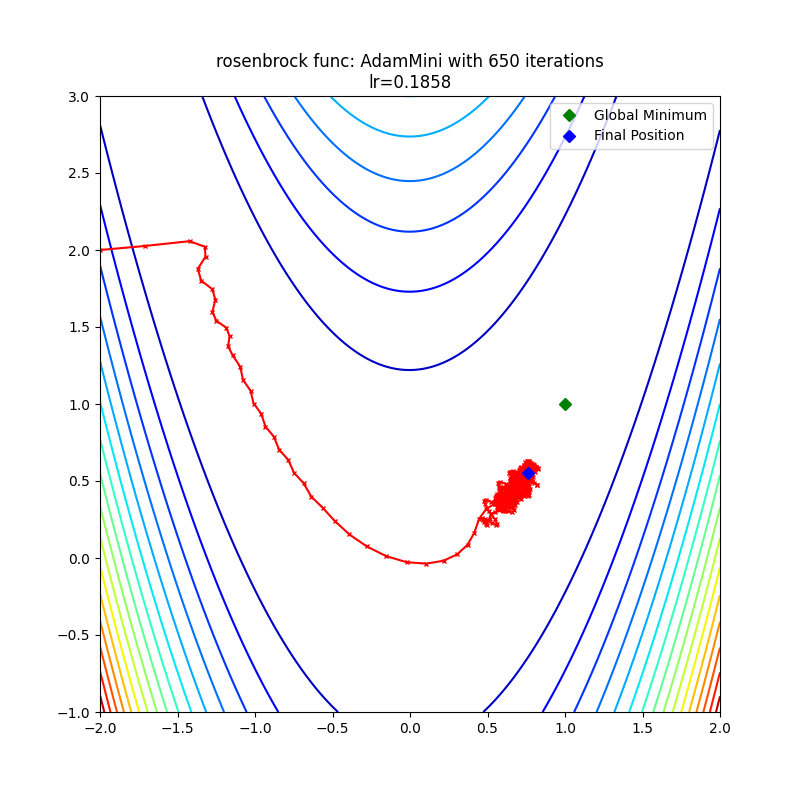 rosenbrock func: AdamMini with 650 iterations
lr=0.1858
Global Minimum
Final Position
3.0
2.5
2.0
1.5
1.0
0.5
0.0
−0.5
−1.0
−2.0 −1.5 −1.0 −0.5 0.0 0.5 1.0 1.5 2.0